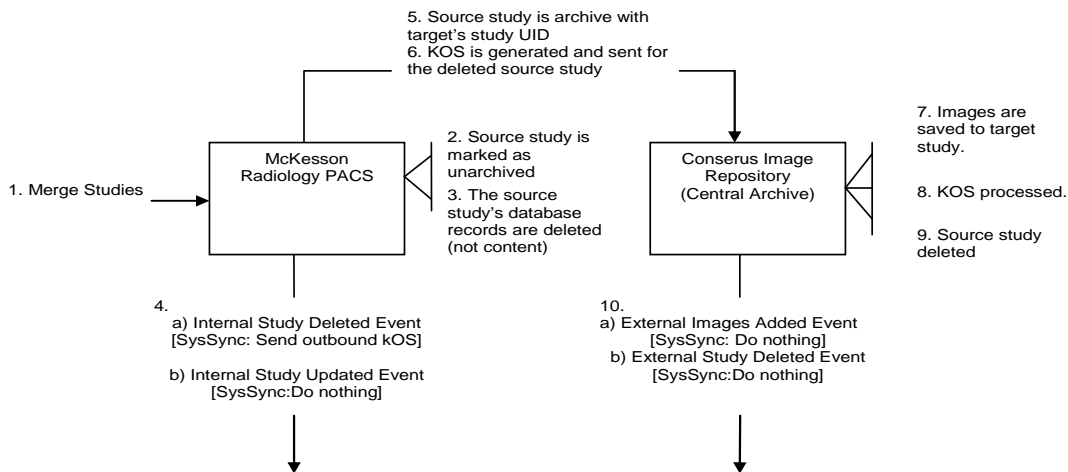 5. Source study is archive with
target's study UID
6. KOS is generated and sent for
the deleted source study
1. Merge Studies
McKesson
Radiology PACS
2. Source study is
marked as
unarchived
3. The source
study's database
records are deleted
(not content)
Conserus Image
Repository
(Central Archive)
7. Images are
saved to target
study.
8. KOS processed.
9. Source study
deleted
4.
a) Internal Study Deleted Event
[SysSync: Send outbound kOS]
b) Internal Study Updated Event
[SysSync:Do nothing]
10.
a) External Images Added Event
[SysSync: Do nothing]
b) External Study Deleted Event
[SysSync:Do nothing]